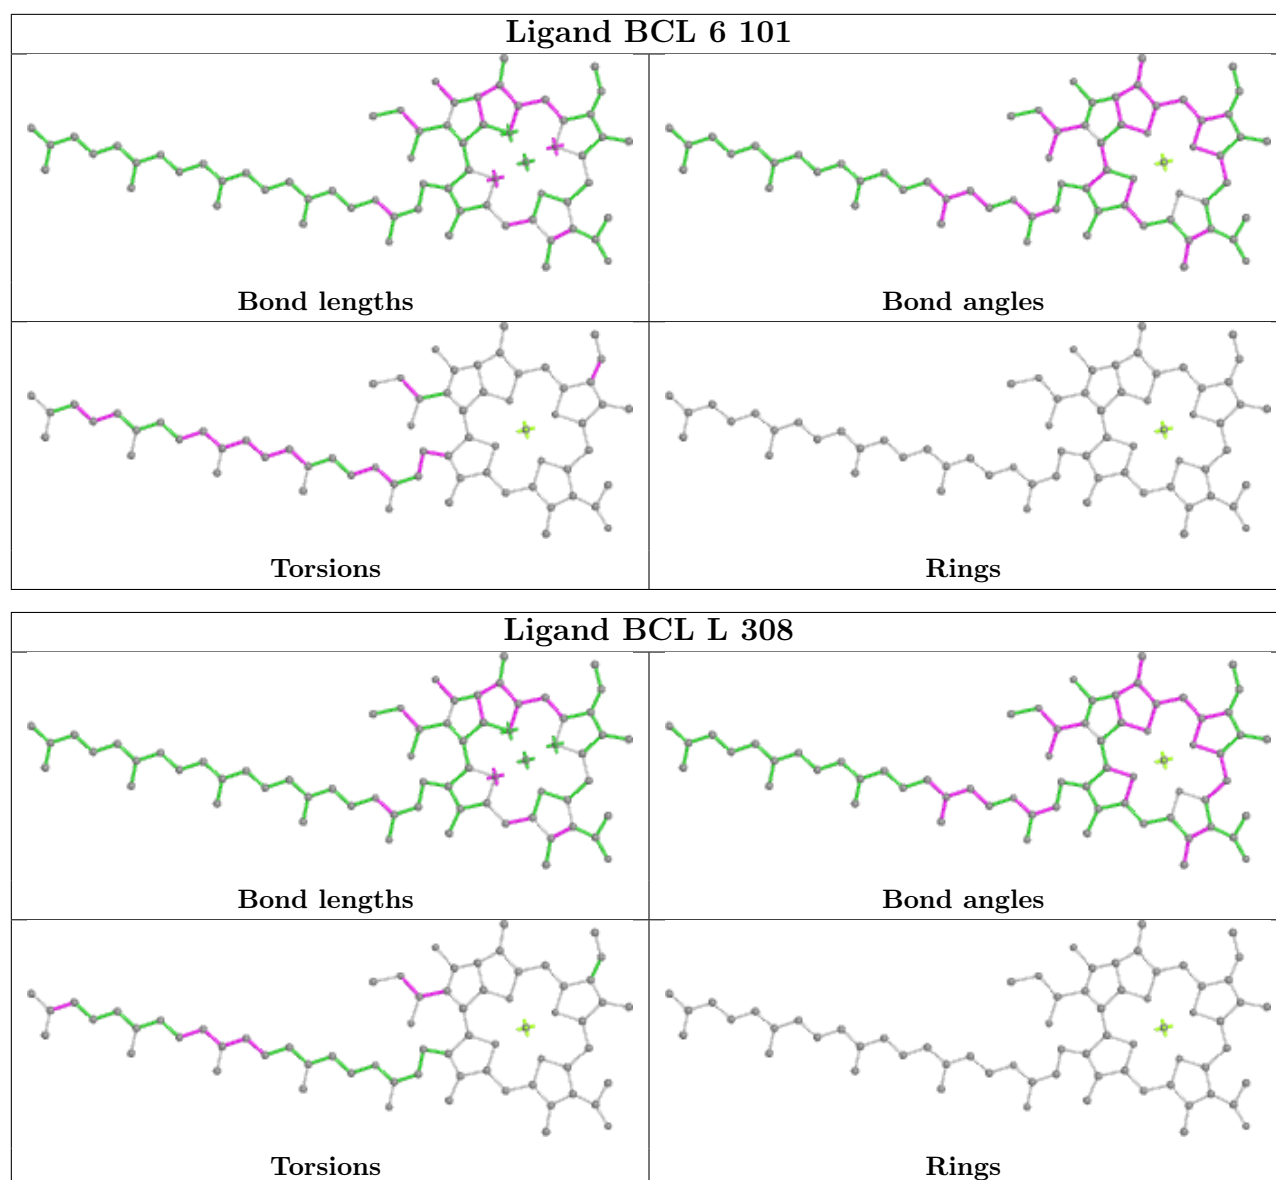 Ligand BCL 6 101
Bond lengths
Bond angles
Torsions
Rings
Ligand BCL L 308
Bond lengths
Bond angles
Torsions
Rings